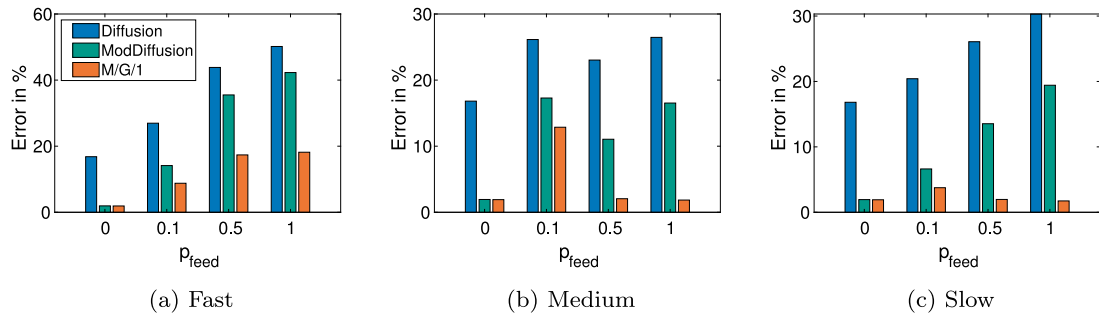 60
40
20
0
Error in %
Diffusion
ModDiffusion
M/G/1
0 0.1 0.5 1
p_feed
(a) Fast
30
20
10
0
Error in %
0 0.1 0.5 1
p_feed
(b) Medium
30
20
10
0
Error in %
0 0.1 0.5 1
p_feed
(c) Slow